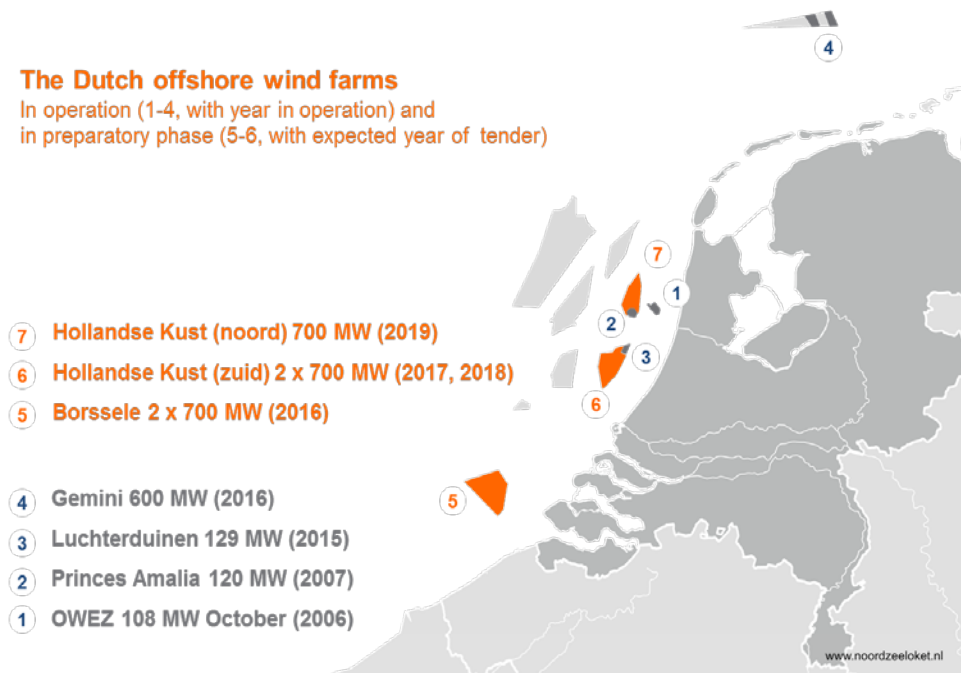 4
The Dutch offshore wind farms
In operation (1-4, with year in operation) and
in preparatory phase (5-6, with expected year of tender)
7
1
2
3
6
5
7 Hollandse Kust (noord) 700 MW (2019)
6 Hollandse Kust (zuid) 2 x 700 MW (2017, 2018)
5 Borssele 2 x 700 MW (2016)
4 Gemini 600 MW (2016)
3 Luchterduinen 129 MW (2015)
2 Princes Amalia 120 MW (2007)
1 OWEZ 108 MW October (2006)
www.noordzeeloket.nl